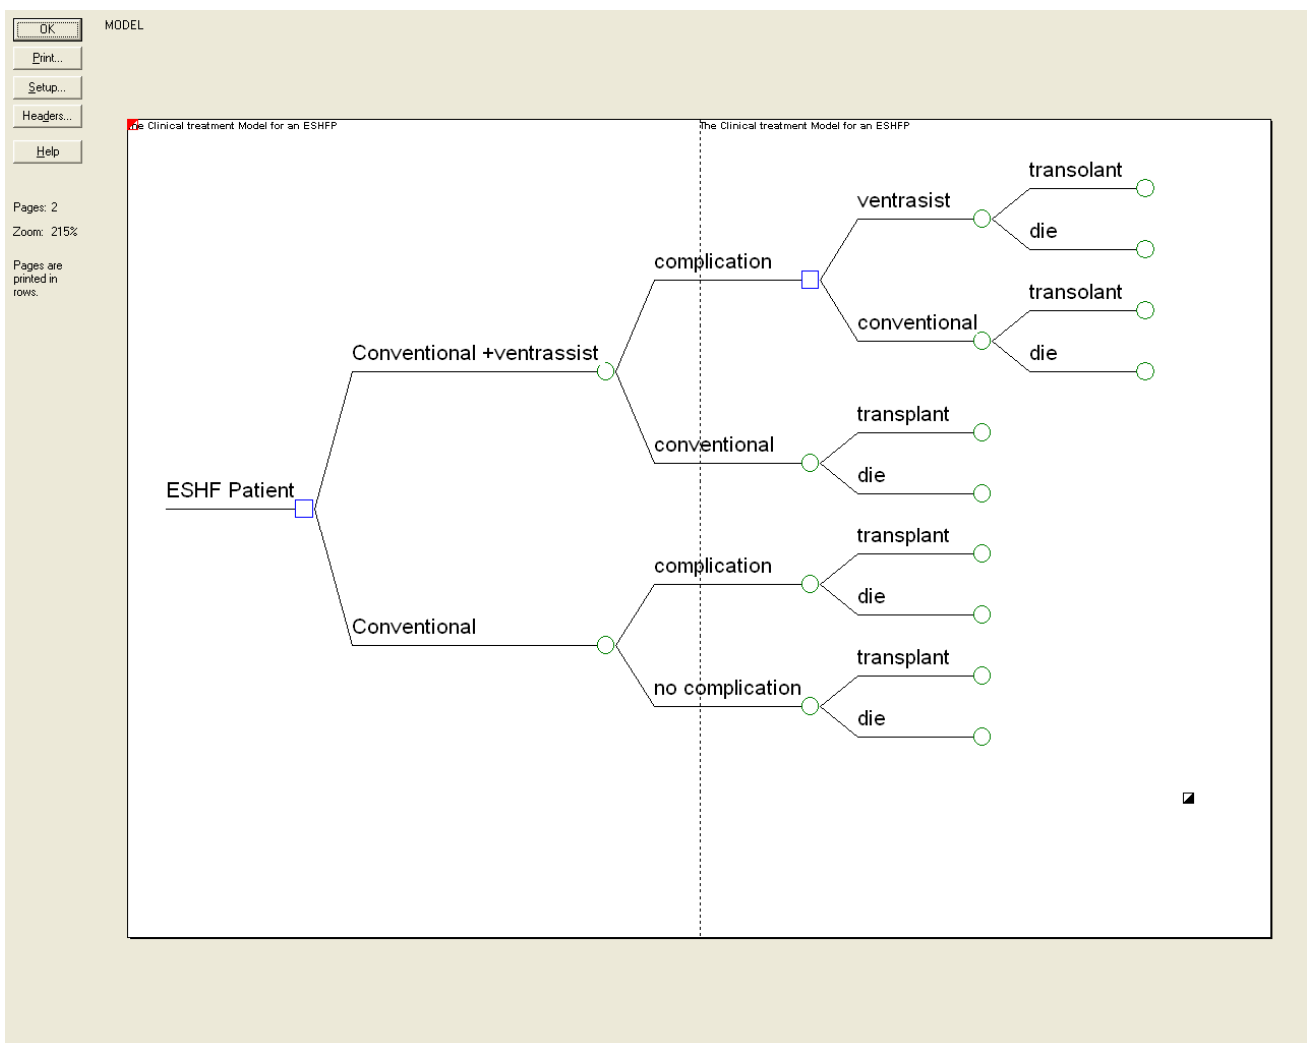 OK
MODEL
Print...
Setup...
Headers...
Help
Pages: 2
Zoom: 215%
Pages are
printed in
rows.
e Clinical treatment Model for an ESHFP
The Clinical treatment Model for an ESHFP
transolant
ventrasist
die
complication
transolant
conventional
Conventional +ventrassist
die
transplant
conventional
die
ESHF Patient
transplant
complication
die
Conventional
transplant
no complication
die